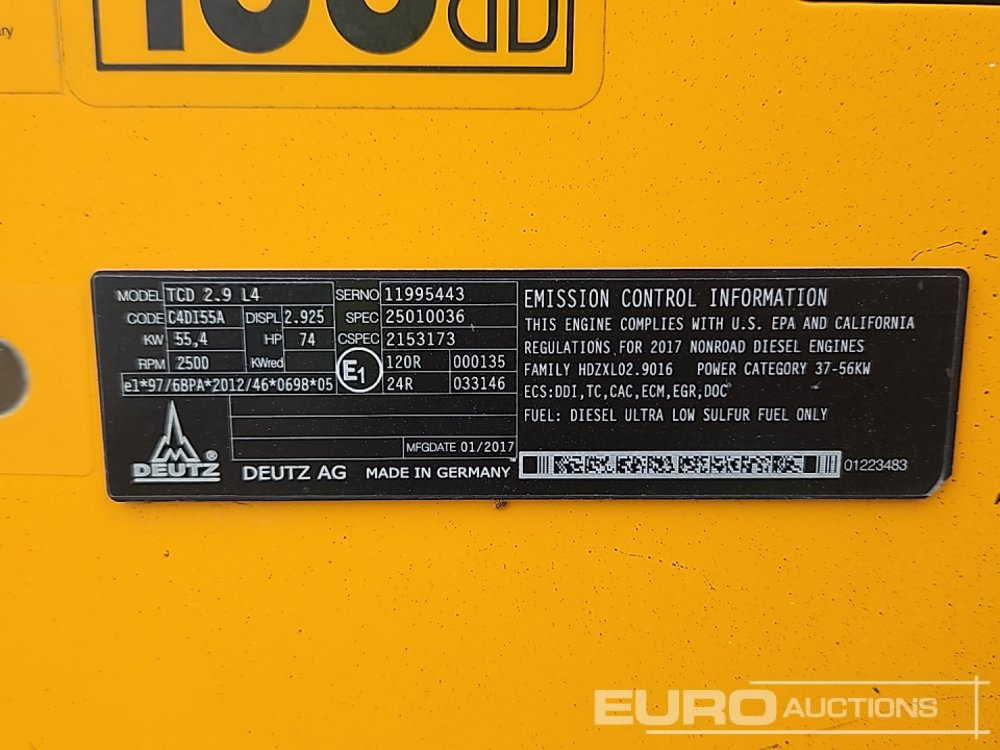 ry
dB
MODEL TCD 2.9 L4
CODE C4DI55A DISPL 2.925
KW 55,4 HP 74
RPM 2500 KWred
e1*97/68PA*2012/46*0698*05
SERNO 11995443
SPEC 25010036
CSPEC 2153173
E1 120R 000135
24R 033146
MFGDATE 01/2017
DEUTZ®
DEUTZ AG MADE IN GERMANY
EMISSION CONTROL INFORMATION
THIS ENGINE COMPLIES WITH U.S. EPA AND CALIFORNIA
REGULATIONS FOR 2017 NONROAD DIESEL ENGINES
FAMILY HDZXL02.9016 POWER CATEGORY 37-56KW
ECS:DDI,TC,CAC,ECM,EGR,DOC
FUEL: DIESEL ULTRA LOW SULFUR FUEL ONLY
01223483
EURO AUCTIONS